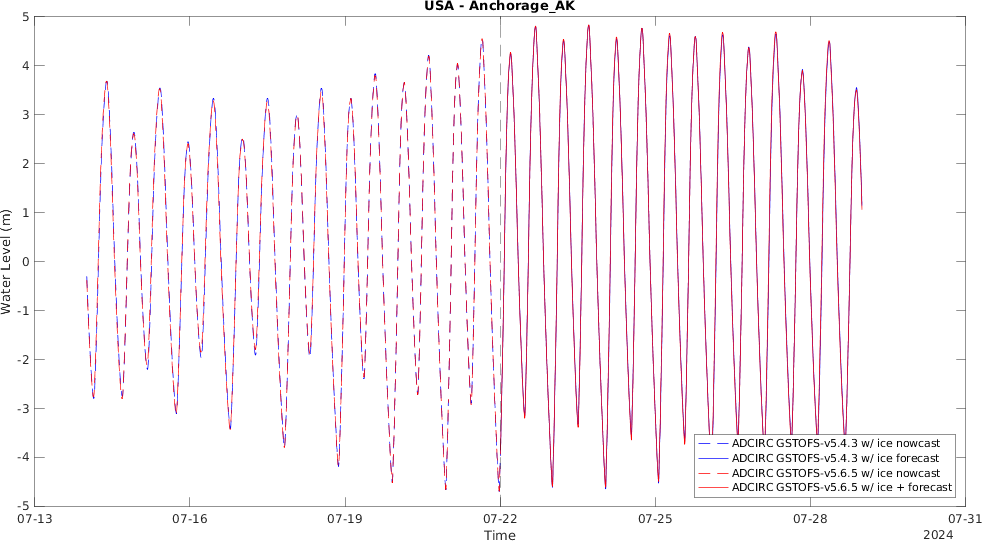 USA - Anchorage_AK
5
4
3
2
1
0
-1
-2
-3
-4
-5
Water Level (m)
ADCIRC GSTOFS-v5.4.3 w/ ice nowcast
ADCIRC GSTOFS-v5.4.3 w/ ice forecast
ADCIRC GSTOFS-v5.6.5 w/ ice nowcast
ADCIRC GSTOFS-v5.6.5 w/ ice + forecast
07-13 07-16 07-19 07-22 07-25 07-28 07-31
Time
2024